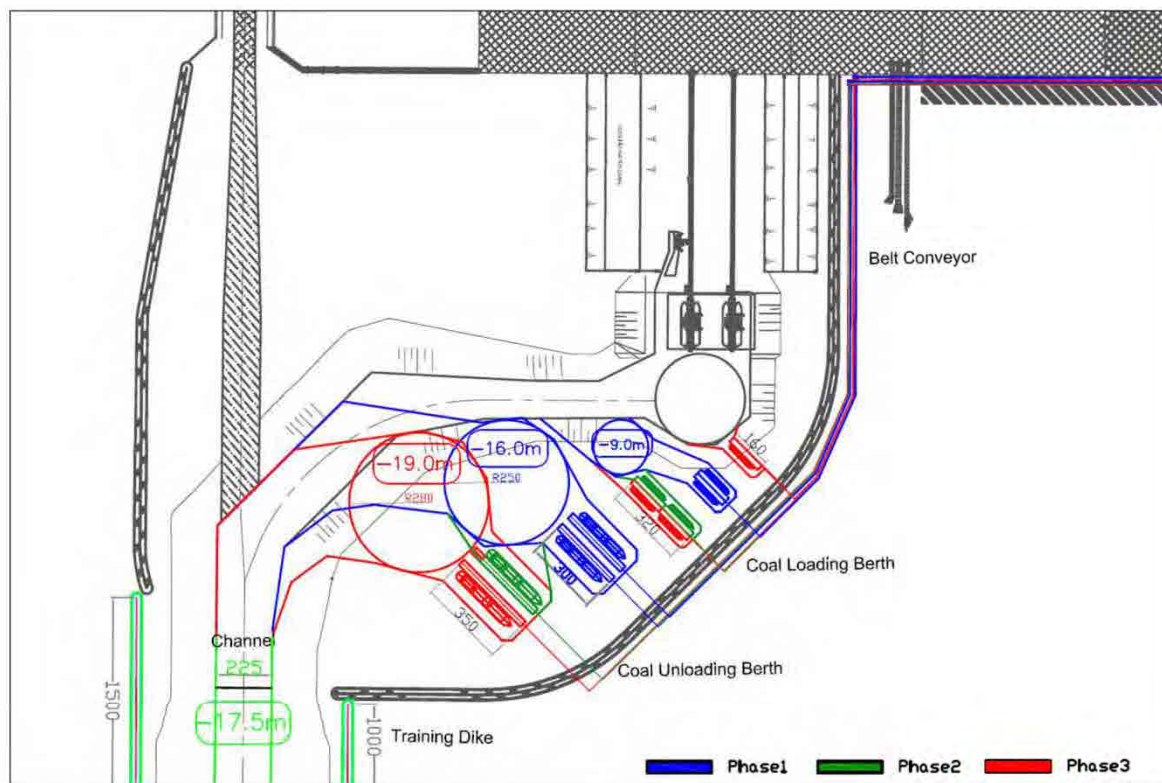 Belt Conveyor
-16.0m
R250
-9.0m
160
-19.0m
R280
320
300
350
Coal Loading Berth
Coal Unloading Berth
Channel
225
-17.5m
-1500
-1000
Training Dike
Phase1
Phase2
Phase3